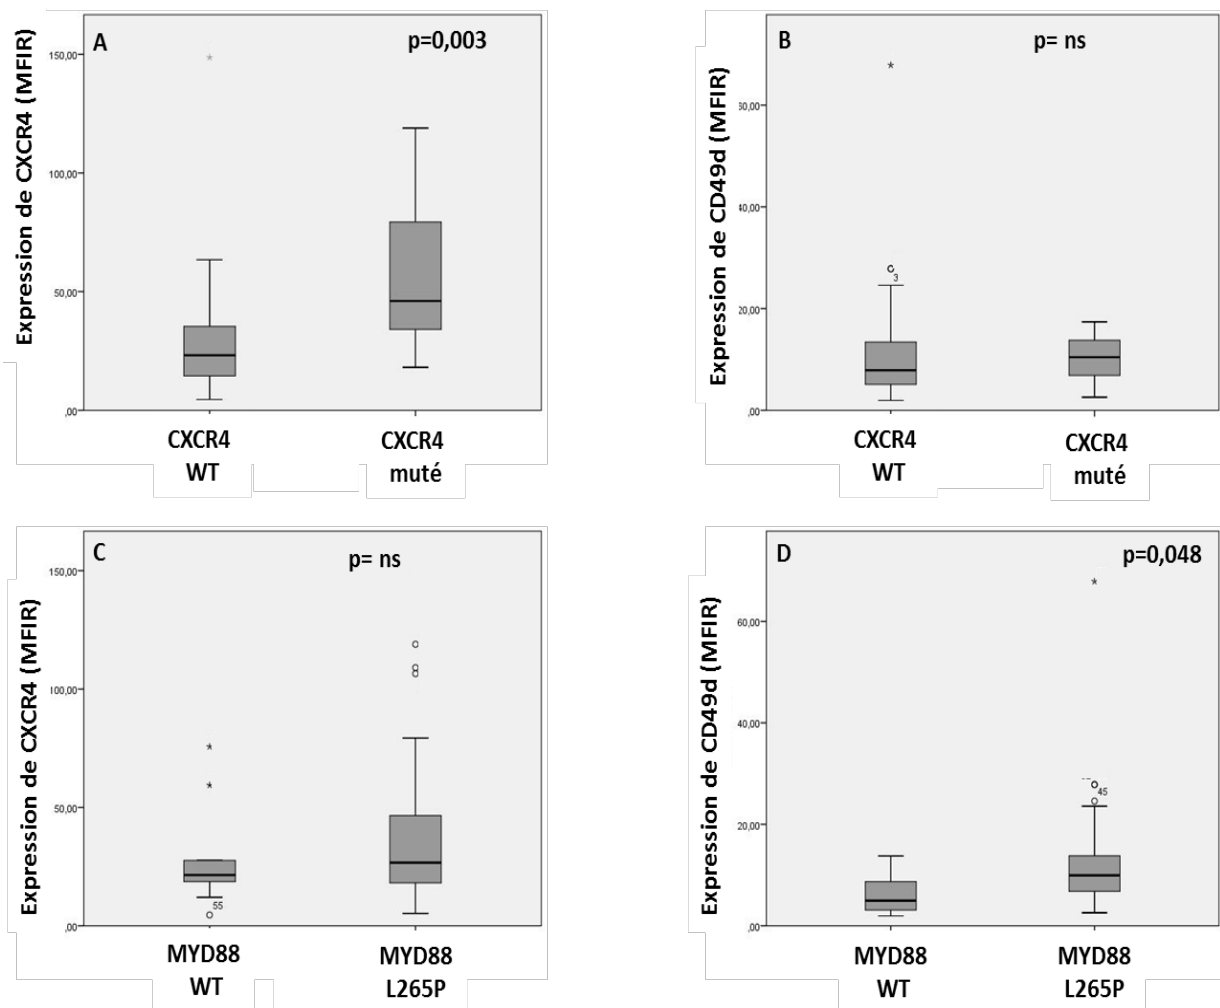 A
p=0,003
Expression de CXCR4 (MFIR)
150,00
100,00
50,00
,00
CXCR4
WT
CXCR4
muté
B
p= ns
Expression de CD49d (MFIR)
60,00
40,00
20,00
,00
3
CXCR4
WT
CXCR4
muté
C
p= ns
Expression de CXCR4 (MFIR)
150,00
100,00
50,00
,00
55
MYD88
WT
MYD88
L265P
D
p=0,048
Expression de CD49d (MFIR)
60,00
40,00
20,00
,00
45
MYD88
WT
MYD88
L265P